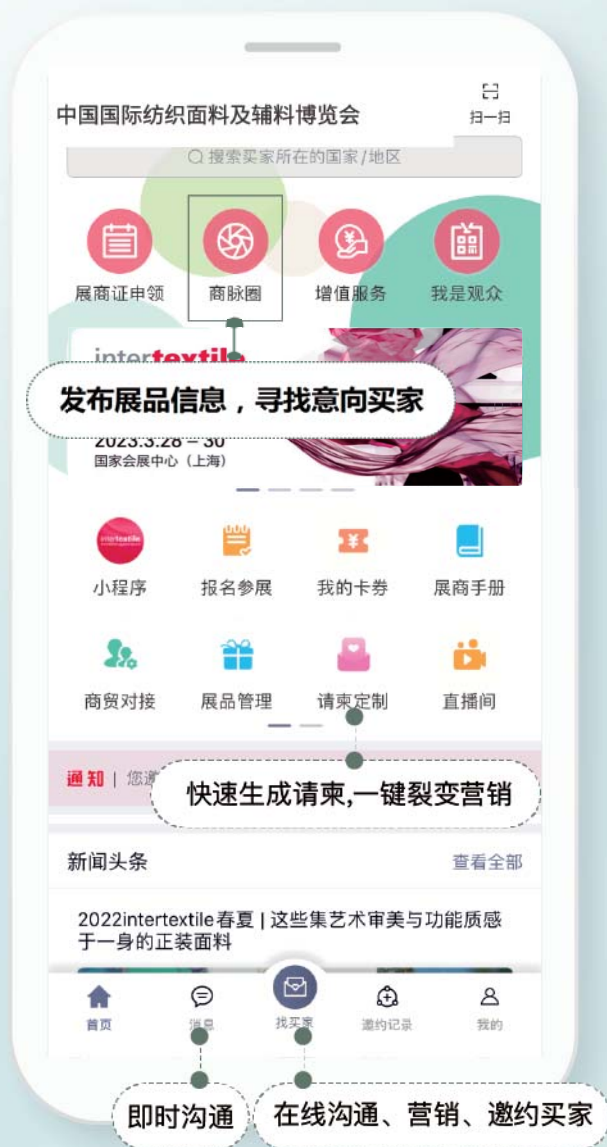 中国国际纺织面料及辅料博览会
扫一扫
搜索买家所在的国家/地区
展商证申领 商脉圈 增值服务 我是观众
intertextile
发布展品信息，寻找意向买家
2023.3.28 – 30
国家会展中心（上海）
intertextile
小程序 报名参展 我的卡券 展商手册
商贸对接 展品管理 请柬定制 直播间
通知 | 您邀
快速生成请柬,一键裂变营销
新闻头条 查看全部
2022intertextile春夏 | 这些集艺术审美与功能质感
于一身的正装面料
首页 消息 找买家 邀约记录 我的
即时沟通 在线沟通、营销、邀约买家